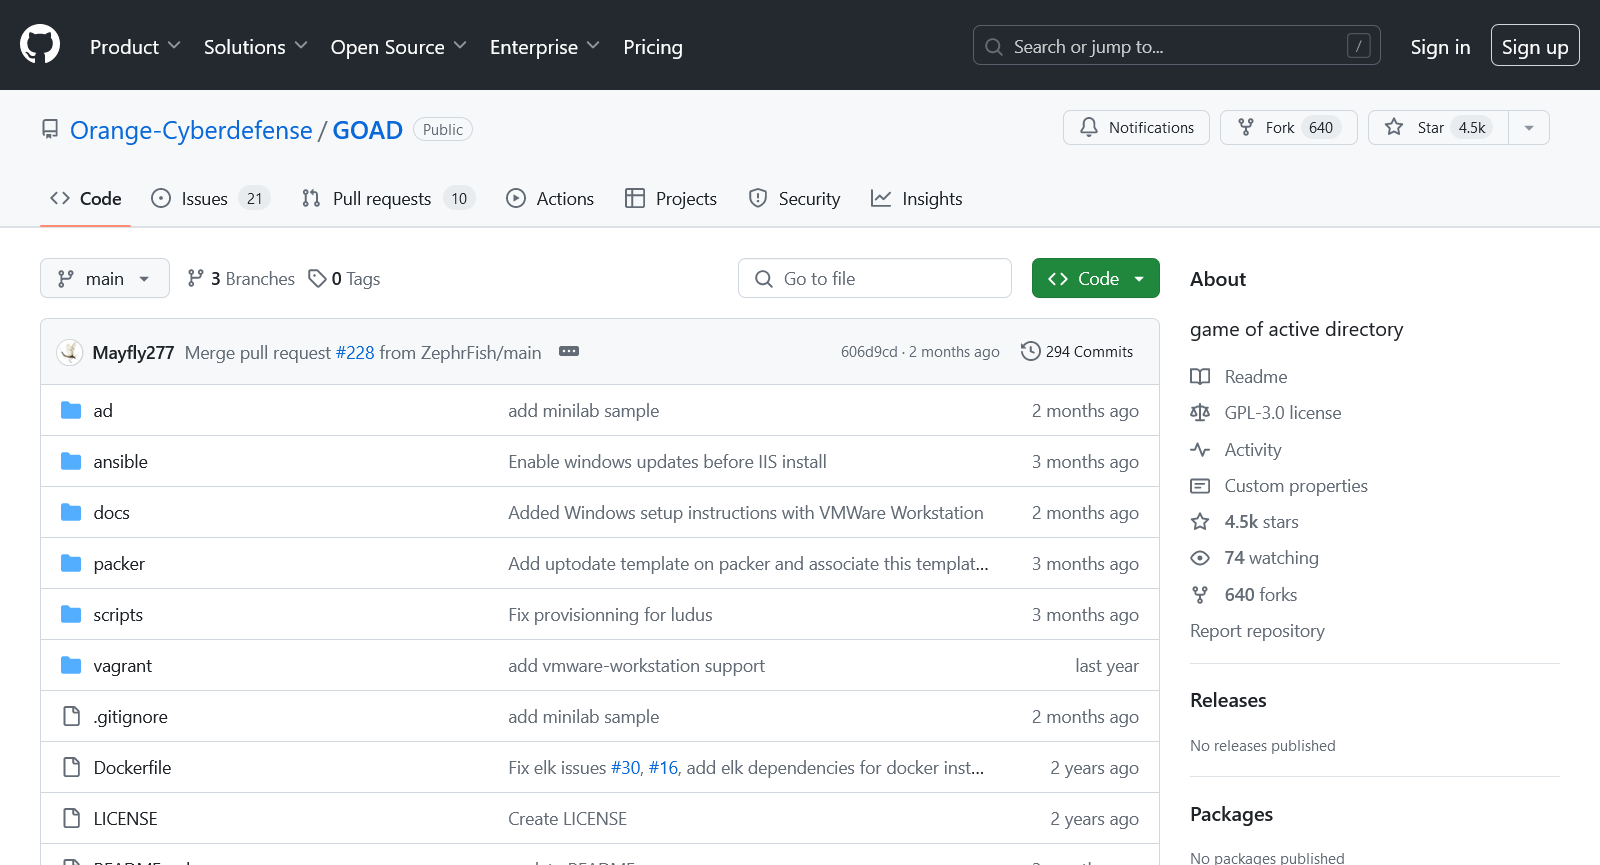 Product Solutions Open Source Enterprise Pricing Search or jump to... / Sign in Sign up
Orange-Cyberdefense / GOAD Public Notifications Fork 640 Star 4.5k
Code Issues 21 Pull requests 10 Actions Projects Security Insights
main 3 Branches 0 Tags Go to file Code
Mayfly277 Merge pull request #228 from ZephrFish/main 606d9cd · 2 months ago 294 Commits
ad add minilab sample 2 months ago
ansible Enable windows updates before IIS install 3 months ago
docs Added Windows setup instructions with VMWare Workstation 2 months ago
packer Add uptodate template on packer and associate this templat... 3 months ago
scripts Fix provisionning for ludus 3 months ago
vagrant add vmware-workstation support last year
.gitignore add minilab sample 2 months ago
Dockerfile Fix elk issues #30, #16, add elk dependencies for docker inst... 2 years ago
LICENSE Create LICENSE 2 years ago
About
game of active directory
Readme
GPL-3.0 license
Activity
Custom properties
4.5k stars
74 watching
640 forks
Report repository
Releases
No releases published
Packages
No packages published